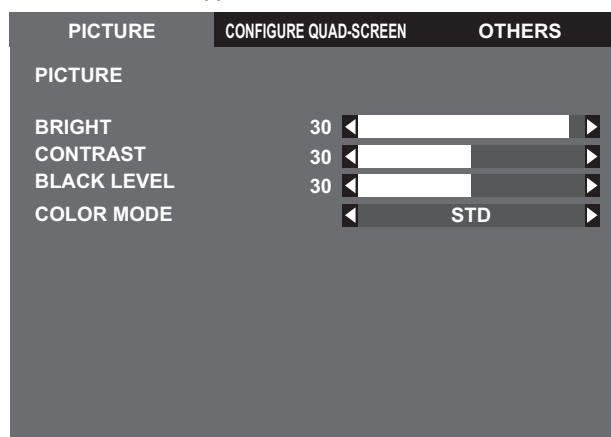 PICTURE CONFIGURE QUAD-SCREEN OTHERS
PICTURE
BRIGHT 30
CONTRAST 30
BLACK LEVEL 30
COLOR MODE STD